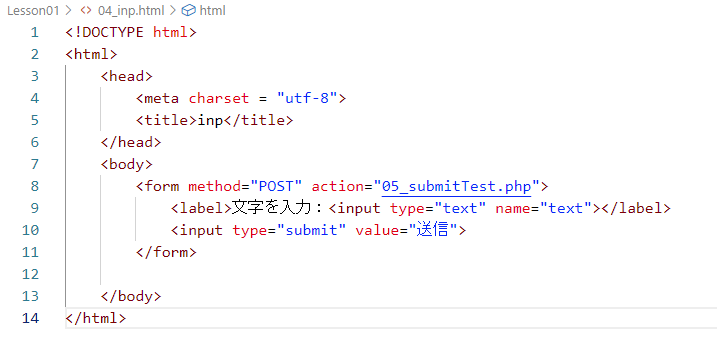 Lesson01 > <> 04_inp.html > html
1 <!DOCTYPE html>
2 <html>
3 <head>
4 <meta charset = "utf-8">
5 <title>inp</title>
6 </head>
7 <body>
8 <form method="POST" action="05_submitTest.php">
9 <label>文字を入力：<input type="text" name="text"></label>
10 <input type="submit" value="送信">
11 </form>
12
13 </body>
14 </html>